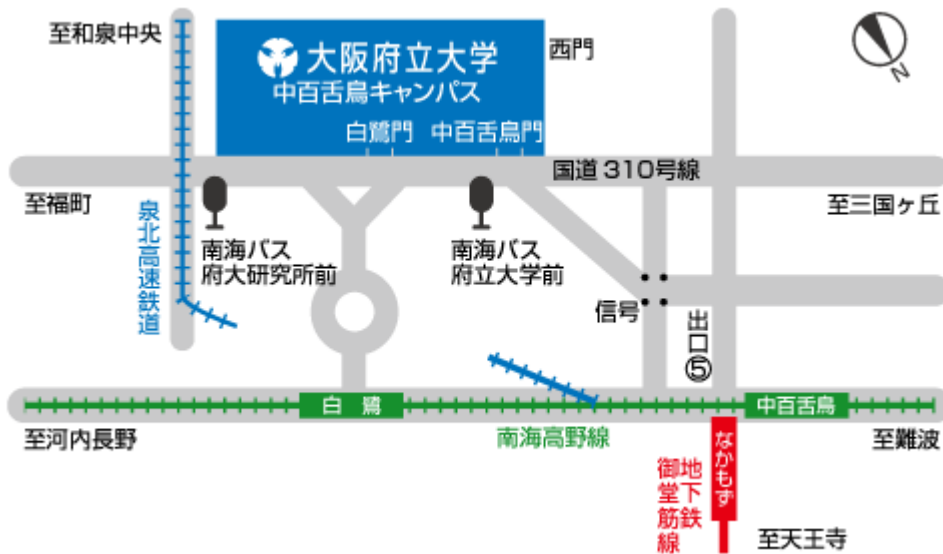 至和泉中央
大阪府立大学
中百舌鳥キャンパス
西門
N
白鷺門
中百舌鳥門
国道310号線
至福町
至三国ヶ丘
泉北高速鉄道
南海バス
府大研究所前
南海バス
府立大学前
信号
出口⑤
白鷺
中百舌鳥
至河内長野
南海高野線
至難波
なかもず
地下鉄
御堂筋線
至天王寺